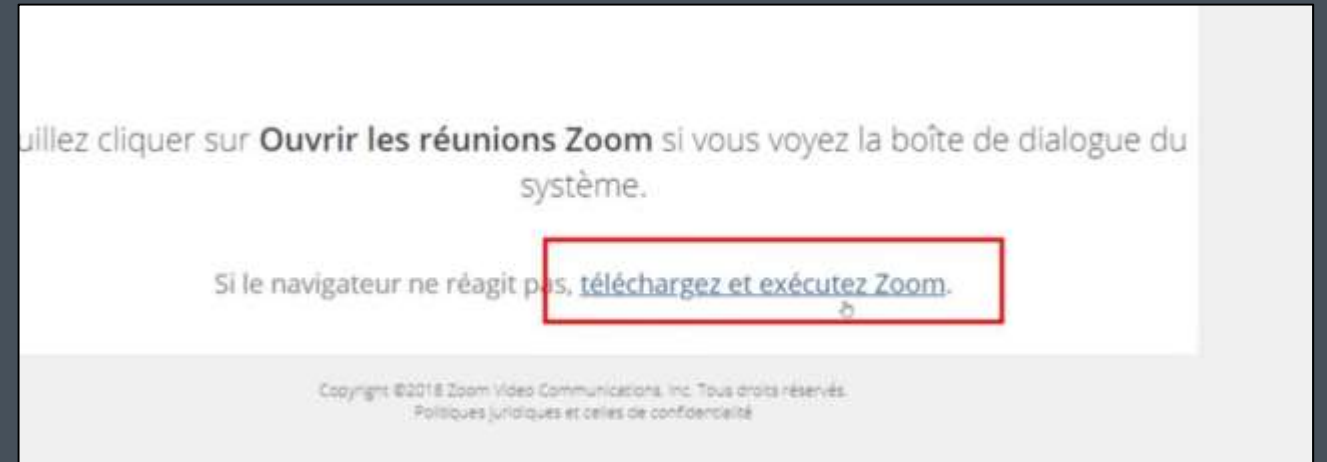 uillez cliquer sur Ouvrir les réunions Zoom si vous voyez la boîte de dialogue du
système.
Si le navigateur ne réagit pas, téléchargez et exécutez Zoom.
Copyright ©2018 Zoom Video Communications, Inc. Tous droits réservés.
Politiques juridiques et celles de confidentialité